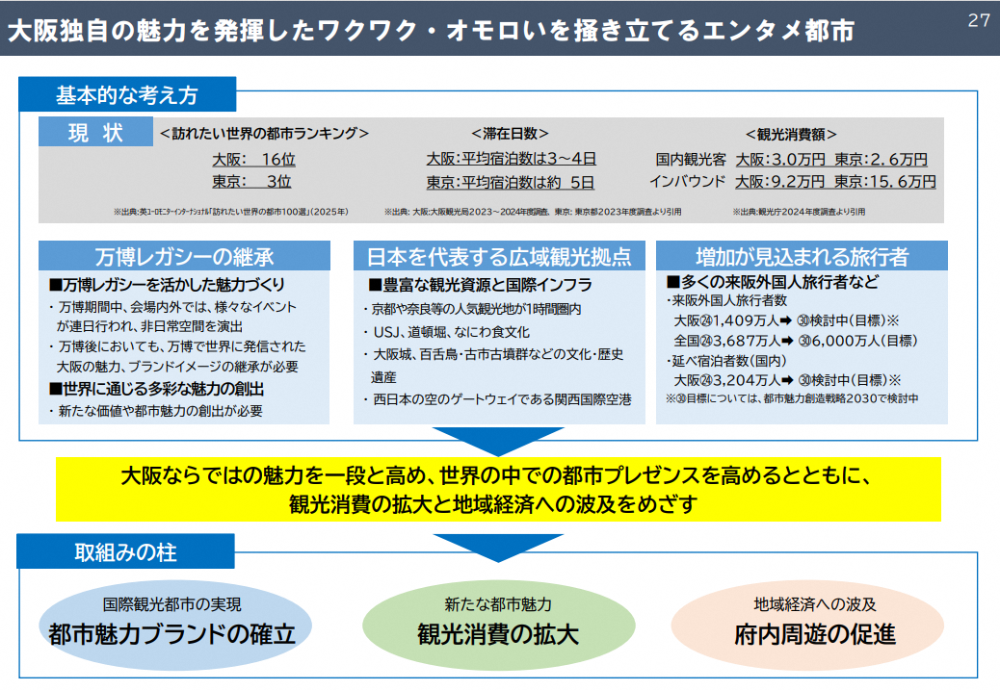 大阪独自の魅力を発揮したワクワク・オモロいを掻き立てるエンタメ都市
27
基本的な考え方
現 状
＜訪れたい世界の都市ランキング＞
大阪： 16位
東京： 3位
※出典:英ﾕｰﾛﾓﾆﾀｰｲﾝﾀｰﾅｼｮﾅﾙ｢訪れたい世界の都市100選｣(2025年)
＜滞在日数＞
大阪：平均宿泊数は3～4日
東京：平均宿泊数は約 5日
※出典: 大阪:大阪観光局2023～2024年度調査、東京: 東京都2023年度調査より引用
＜観光消費額＞
国内観光客 大阪：3.0万円 東京：2．6万円
インバウンド 大阪：9.2万円 東京：15．6万円
※出典:観光庁2024年度調査より引用
万博レガシーの継承
■万博レガシーを活かした魅力づくり
・ 万博期間中、会場内外では、様々なイベント
が連日行われ、非日常空間を演出
・ 万博後においても、万博で世界に発信された
大阪の魅力、ブランドイメージの継承が必要
■世界に通じる多彩な魅力の創出
・ 新たな価値や都市魅力の創出が必要
日本を代表する広域観光拠点
■豊富な観光資源と国際インフラ
・ 京都や奈良等の人気観光地が1時間圏内
・ USJ、道頓堀、なにわ食文化
・ 大阪城、百舌鳥・古市古墳群などの文化・歴史
遺産
・ 西日本の空のゲートウェイである関西国際空港
増加が見込まれる旅行者
■多くの来阪外国人旅行者など
・来阪外国人旅行者数
大阪㉔1,409万人➡ ㉚検討中(目標)※
全国㉔3,687万人➡ ㉚6,000万人(目標)
・延べ宿泊者数(国内)
大阪㉔3,204万人➡ ㉚検討中(目標)※
※㉚目標については、都市魅力創造戦略2030で検討中
大阪ならではの魅力を一段と高め、世界の中での都市プレゼンスを高めるとともに、
観光消費の拡大と地域経済への波及をめざす
取組みの柱
国際観光都市の実現
都市魅力ブランドの確立
新たな都市魅力
観光消費の拡大
地域経済への波及
府内周遊の促進